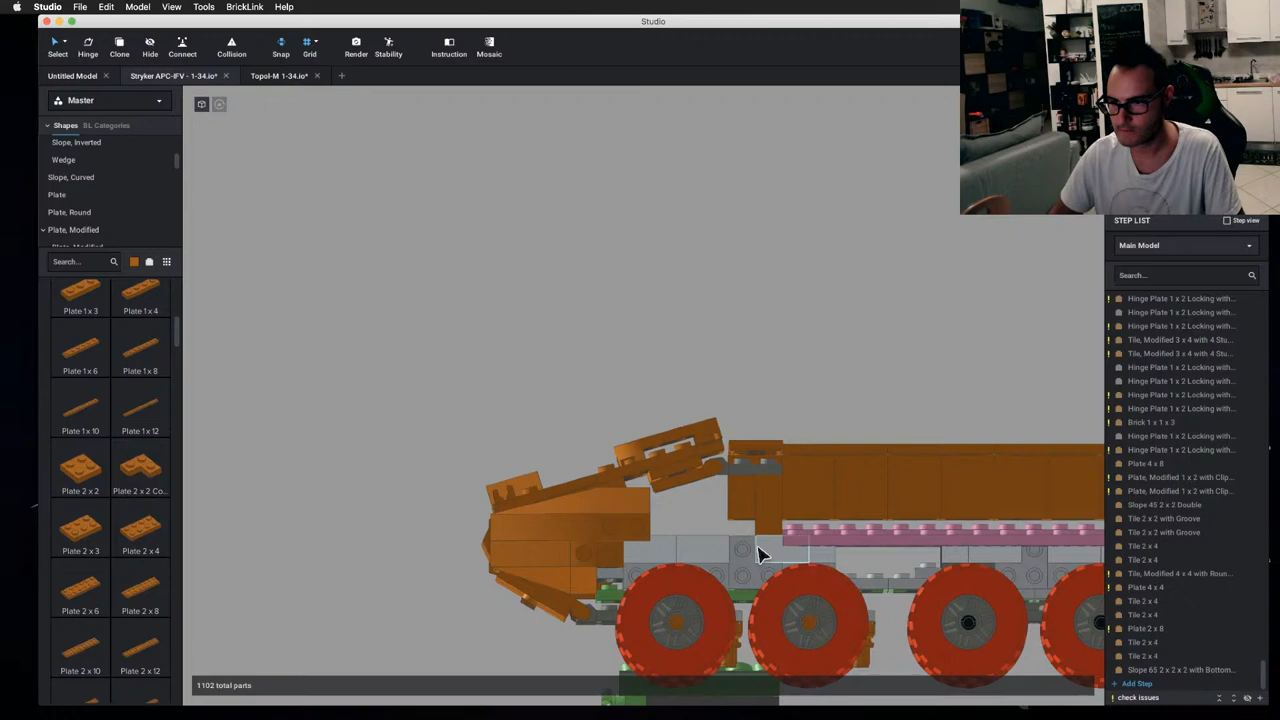 Studio File Edit Model View Tools BrickLink Help
Studio
Select Hinge Clone Hide Connect Collision Snap Grid Render Stability Instruction Mosaic
Untitled Model Stryker APC-IFV - 1-34.io* Topol-M 1-34.io*
Master
Shapes BL Categories
Slope, Inverted
Wedge
Slope, Curved
Plate
Plate, Round
Plate, Modified
Plate, Modified
Search...
Plate 1 x 3 Plate 1 x 4
Plate 1 x 6 Plate 1 x 8
Plate 1 x 10 Plate 1 x 12
Plate 2 x 2 Plate 2 x 2 Co...
Plate 2 x 3 Plate 2 x 4
Plate 2 x 6 Plate 2 x 8
Plate 2 x 10 Plate 2 x 12
1102 total parts
STEP LIST Step view
Main Model
Search...
Hinge Plate 1 x 2 Locking with...
Hinge Plate 1 x 2 Locking with...
Hinge Plate 1 x 2 Locking with...
Tile, Modified 3 x 4 with 4 Stu...
Tile, Modified 3 x 4 with 4 Stu...
Hinge Plate 1 x 2 Locking with...
Hinge Plate 1 x 2 Locking with...
Hinge Plate 1 x 2 Locking with...
Hinge Plate 1 x 2 Locking with...
Brick 1 x 1 x 3
Hinge Plate 1 x 2 Locking with...
Hinge Plate 1 x 2 Locking with...
Plate 4 x 8
Plate, Modified 1 x 2 with Clip...
Plate, Modified 1 x 2 with Clip...
Slope 45 2 x 2 Double
Tile 2 x 2 with Groove
Tile 2 x 2 with Groove
Tile 2 x 4
Tile 2 x 4
Tile, Modified 4 x 4 with Roun...
Plate 4 x 4
Tile 2 x 4
Tile 2 x 4
Plate 2 x 8
Tile 2 x 4
Tile 2 x 4
Slope 65 2 x 2 x 2 with Bottom...
+ Add Step
! check issues